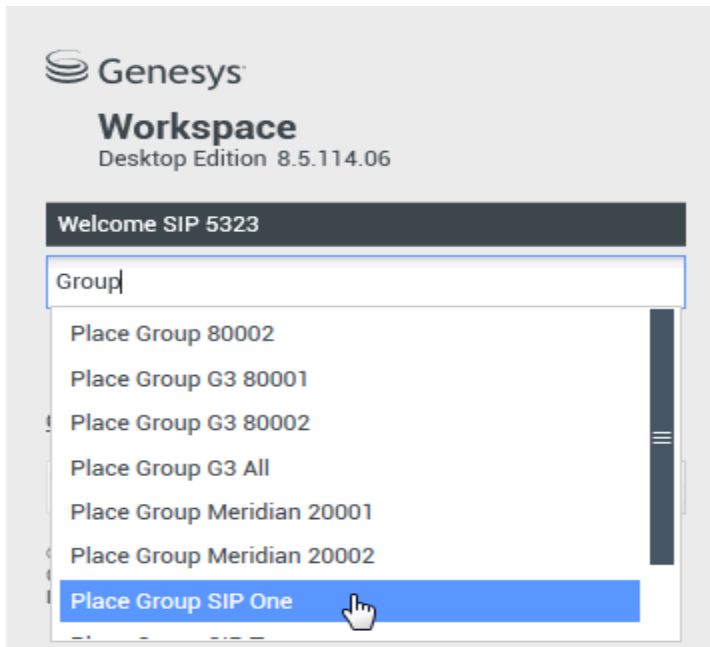 Genesys
Workspace
Desktop Edition 8.5.114.06
Welcome SIP 5323
Group
Place Group 80002
Place Group G3 80001
Place Group G3 80002
Place Group G3 All
Place Group Meridian 20001
Place Group Meridian 20002
Place Group SIP One